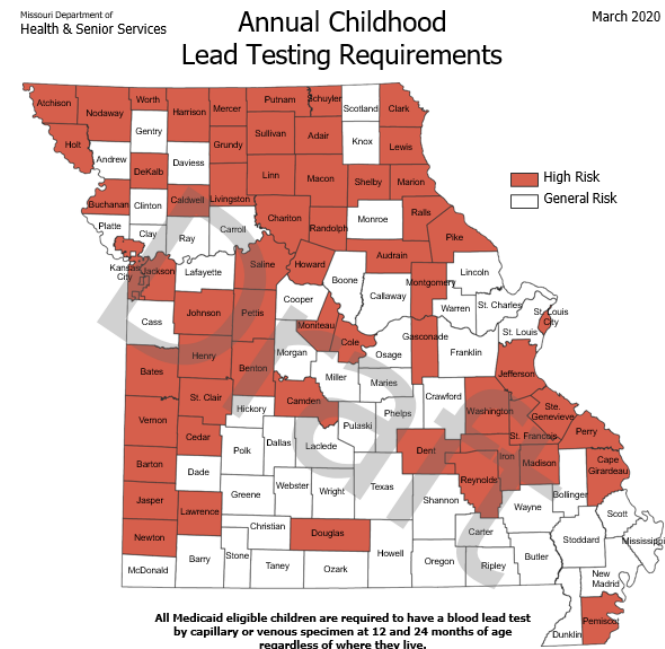 Missouri Department of
Health & Senior Services
Annual Childhood
Lead Testing Requirements
March 2020
Atchison
Nodaway
Worth
Harrison
Mercer
Putnam
Schuyler
Scotland
Clark
Gentry
Holt
Andrew
DeKalb
Daviess
Grundy
Sullivan
Adair
Knox
Lewis
Buchanan
Clinton
Caldwell
Livingston
Linn
Macon
Shelby
Marion
High Risk
General Risk
Platte
Clay
Ray
Carroll
Chariton
Randolph
Monroe
Ralls
Pike
Kansas
City
Jackson
Lafayette
Saline
Howard
Boone
Audrain
Callaway
Montgomery
Lincoln
Warren
St. Charles
St. Louis
City
St. Louis
Cass
Johnson
Pettis
Cooper
Moniteau
Cole
Osage
Gasconade
Franklin
Jefferson
Bates
Henry
Benton
Morgan
Miller
Maries
Crawford
Washington
Ste.
Genevieve
St. Francois
Perry
Vernon
St. Clair
Hickory
Camden
Pulaski
Phelps
Dent
Iron
Madison
Cape
Girardeau
Cedar
Polk
Dallas
Laclede
Reynolds
Bollinger
Barton
Dade
Greene
Webster
Wright
Texas
Shannon
Wayne
Scott
Jasper
Lawrence
Christian
Douglas
Howell
Carter
Stoddard
Mississippi
Newton
McDonald
Barry
Stone
Taney
Ozark
Oregon
Ripley
Butler
New
Madrid
Dunklin
Pemiscot
Draft
All Medicaid eligible children are required to have a blood lead test
by capillary or venous specimen at 12 and 24 months of age
regardless of where they live.